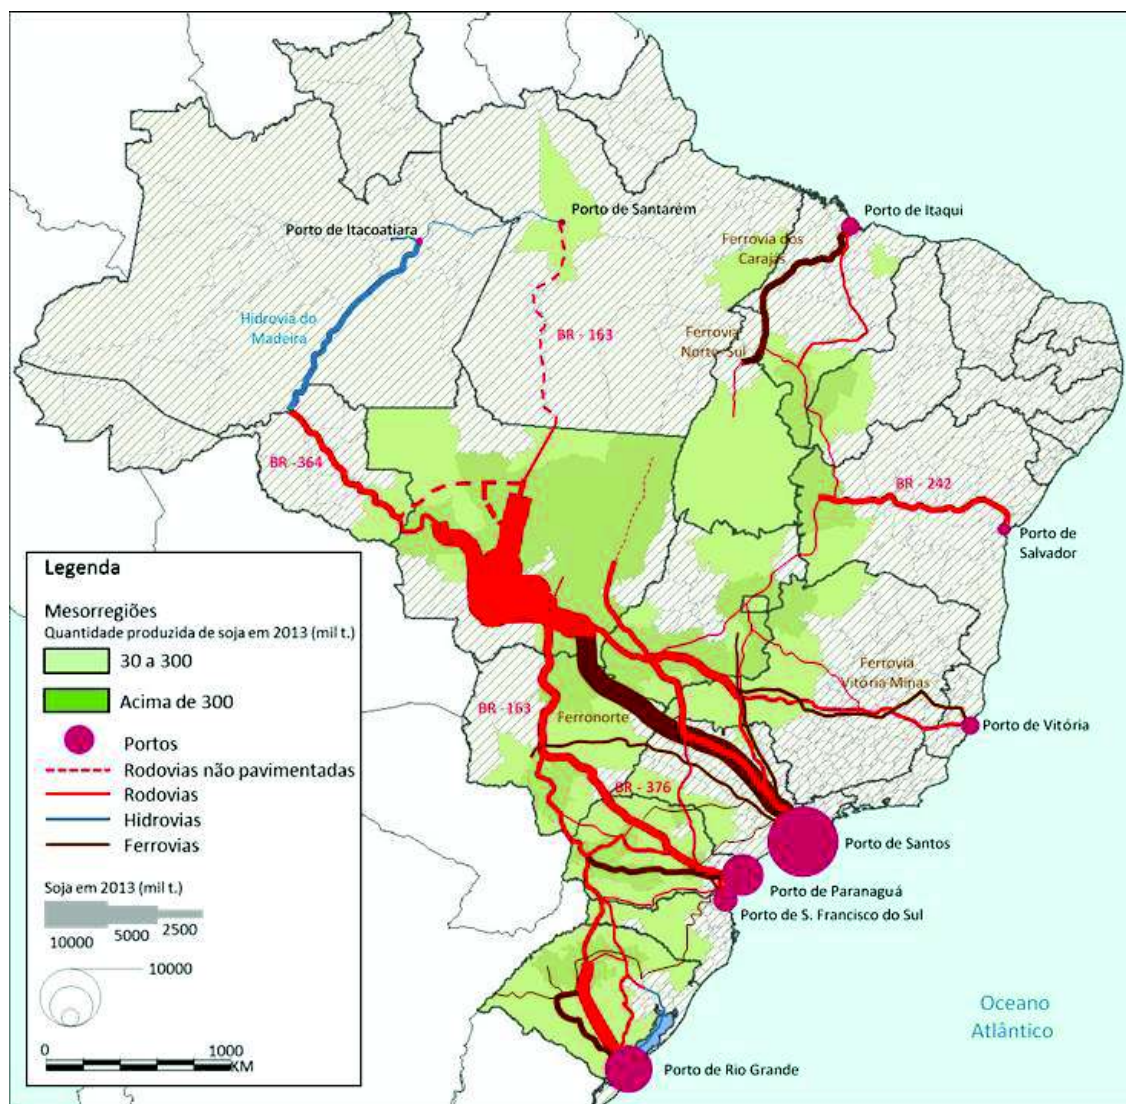 Porto de Santarém
Porto de Itaqui
Porto de Itacoatiara
Ferrovia dos
Carajás
Hidrovia do
Madeira
BR - 163
Ferrovia
Norte-Sul
BR -364
BR - 242
Porto de
Salvador
Legenda
Mesorregiões
Quantidade produzida de soja em 2013 (mil t.)
30 a 300
Acima de 300
Portos
Rodovias não pavimentadas
Rodovias
Hidrovias
Ferrovias
Soja em 2013 (mil t.)
10000
5000
2500
10000
0
1000
KM
Ferrovia
Vitória Minas
BR - 163
Ferronorte
Porto de Vitória
BR - 376
Porto de Santos
Porto de Paranaguá
Porto de S. Francisco do Sul
Oceano
Atlântico
Porto de Rio Grande